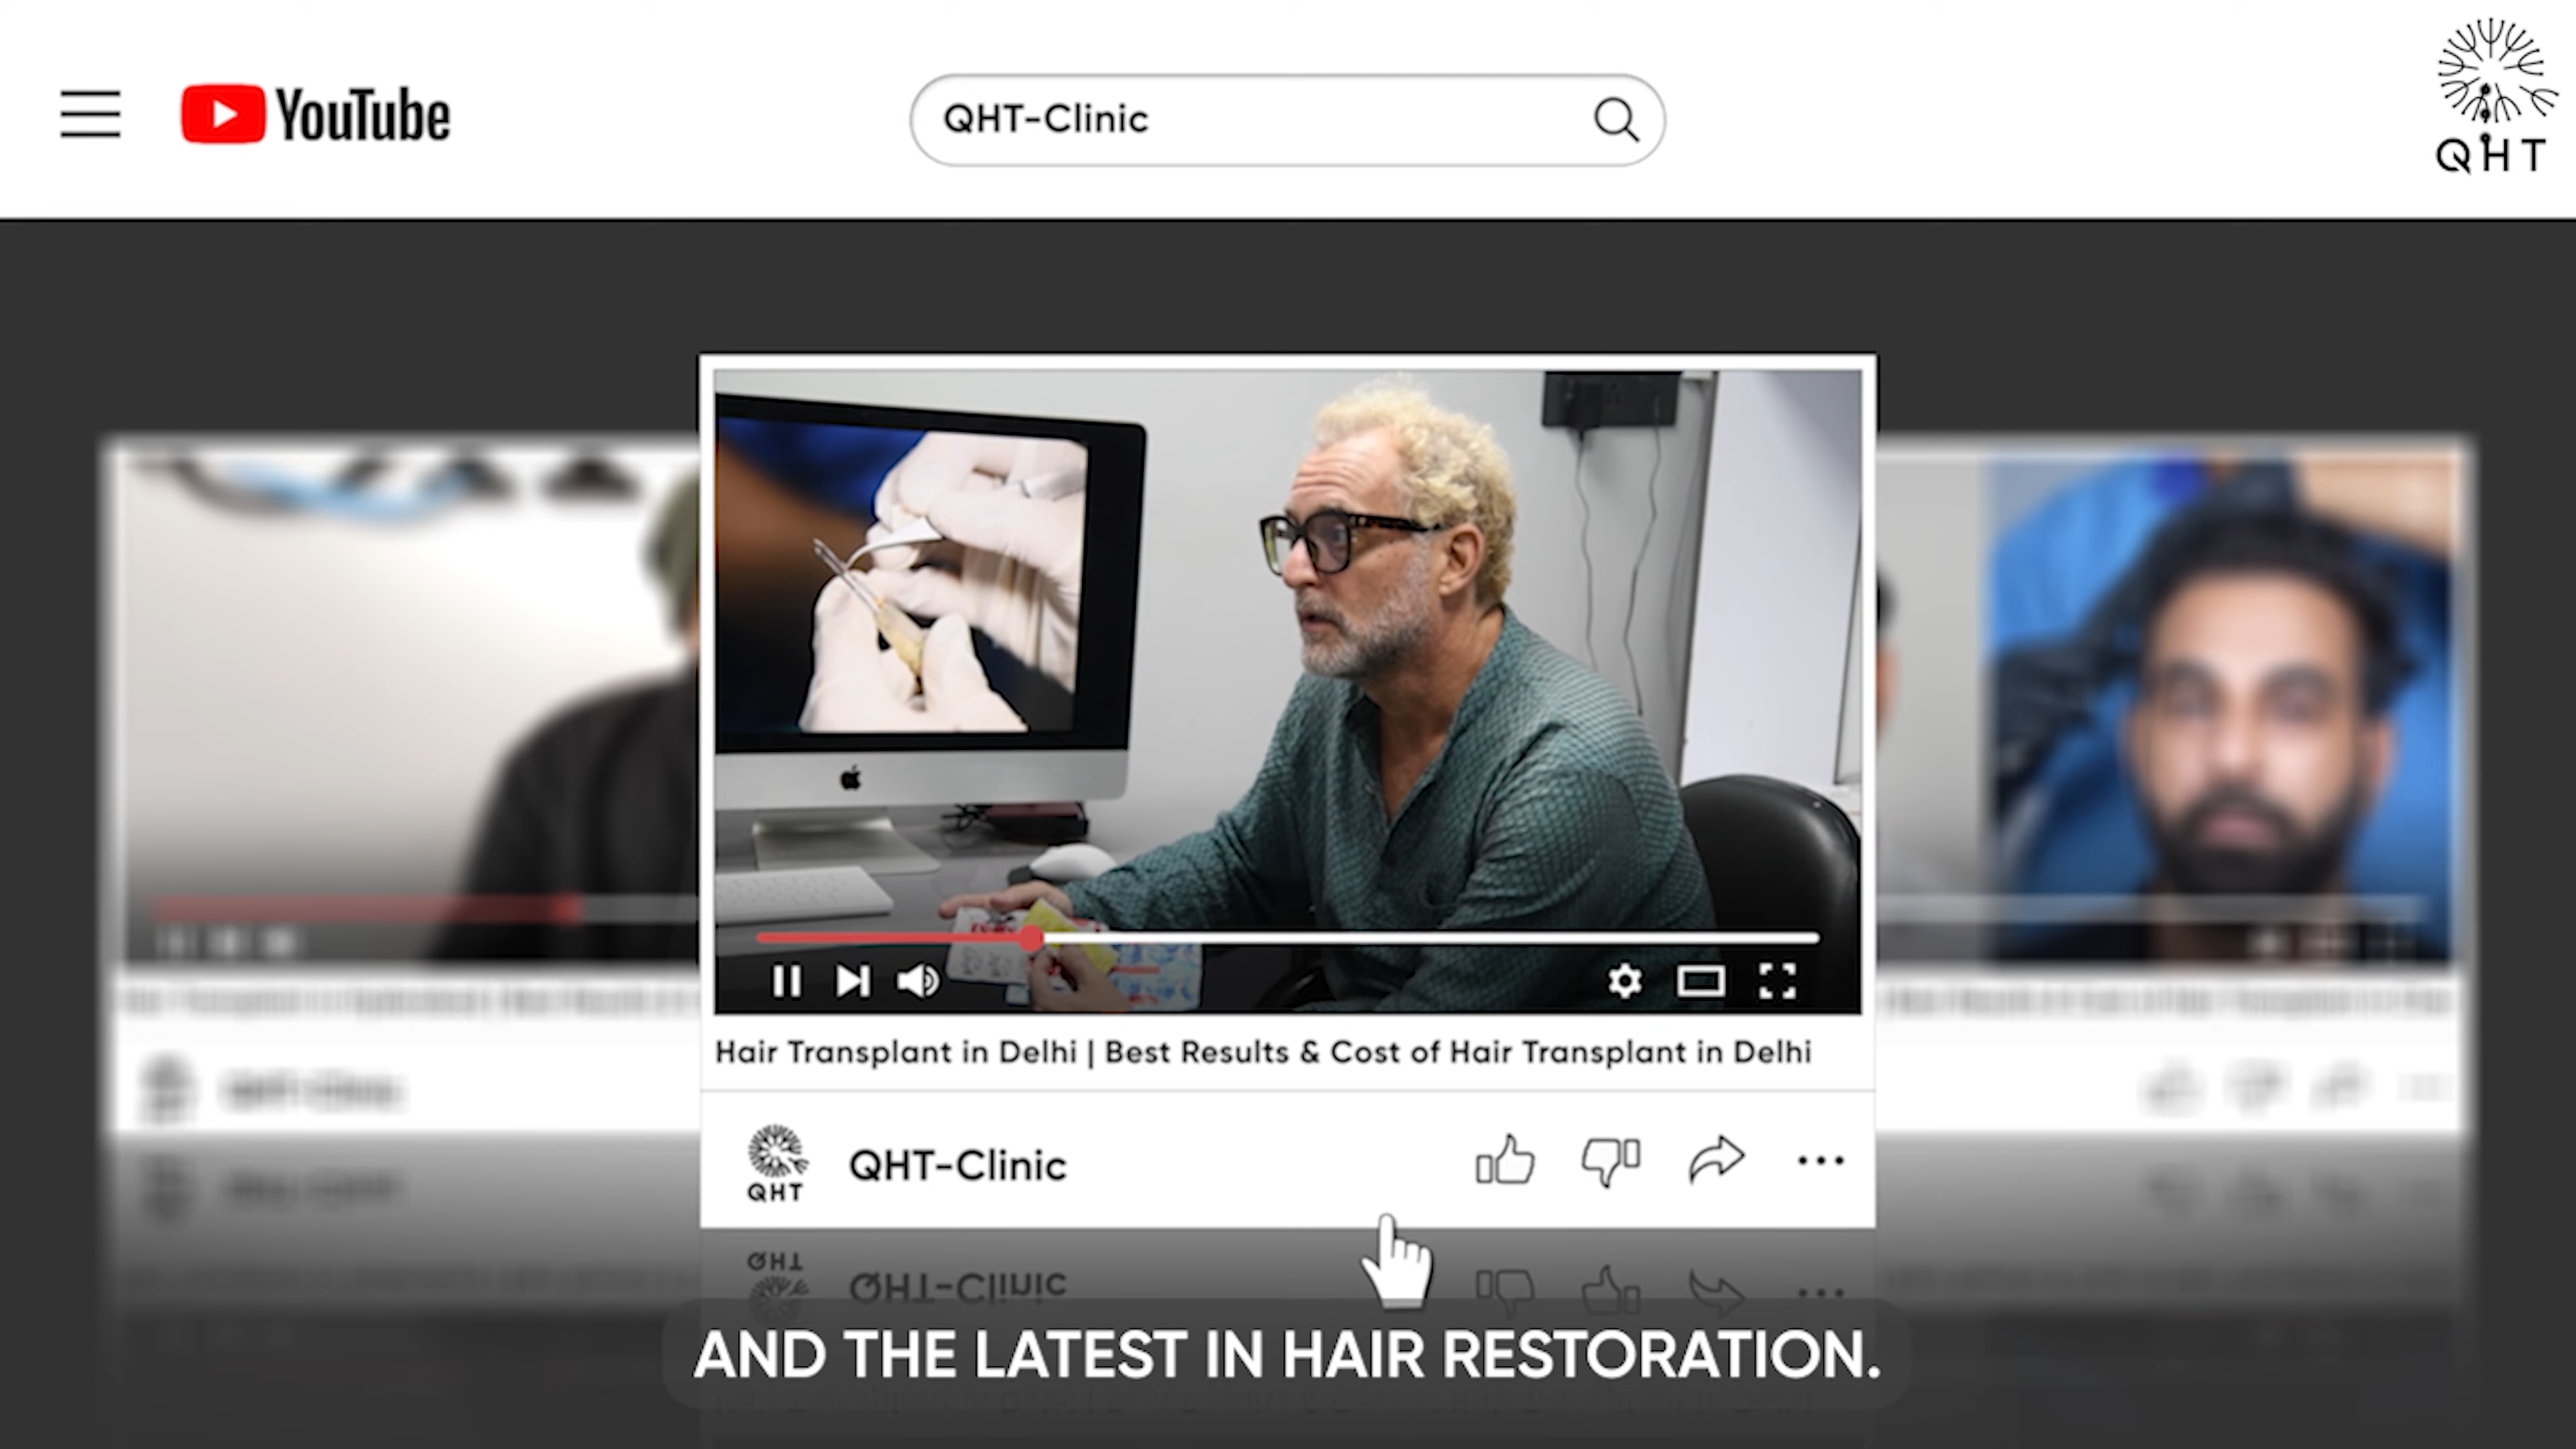 YouTube
QHT-Clinic
QHT
Hair Transplant in Delhi | Best Results & Cost of Hair Transplant in Delhi
QHT
QHT-Clinic
AND THE LATEST IN HAIR RESTORATION.